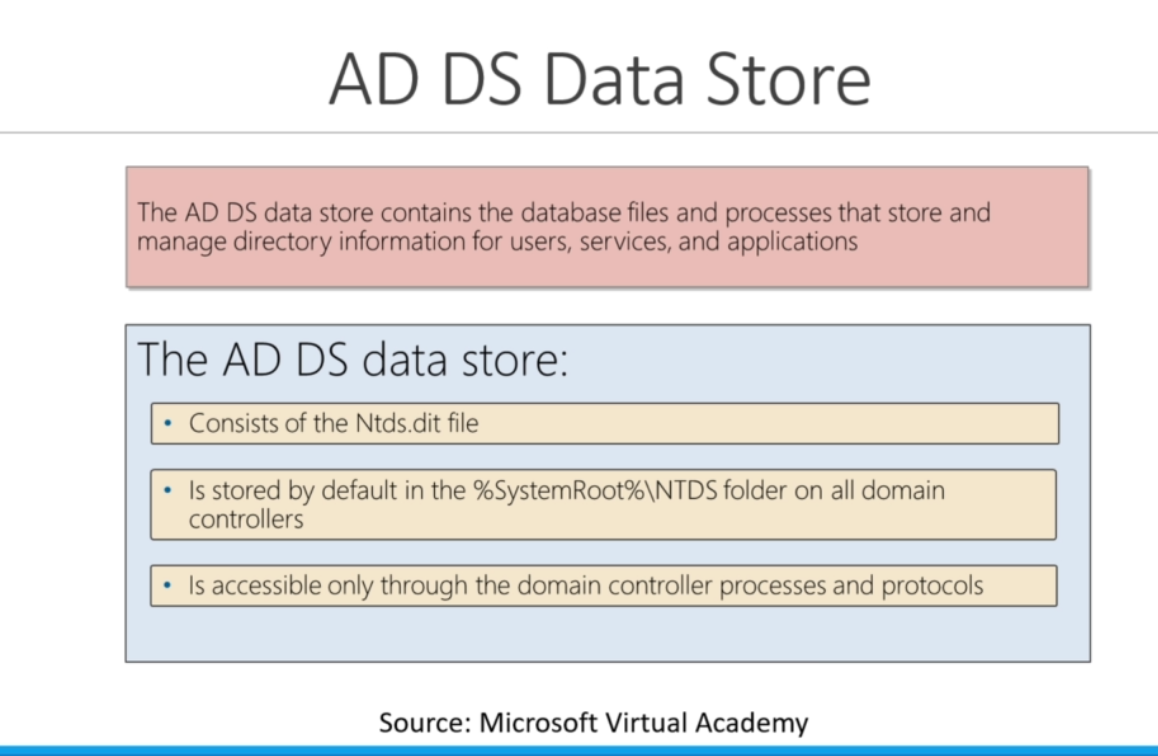 AD DS Data Store
The AD DS data store contains the database files and processes that store and
manage directory information for users, services, and applications
The AD DS data store:
• Consists of the Ntds.dit file
• Is stored by default in the %SystemRoot%\NTDS folder on all domain
controllers
• Is accessible only through the domain controller processes and protocols
Source: Microsoft Virtual Academy